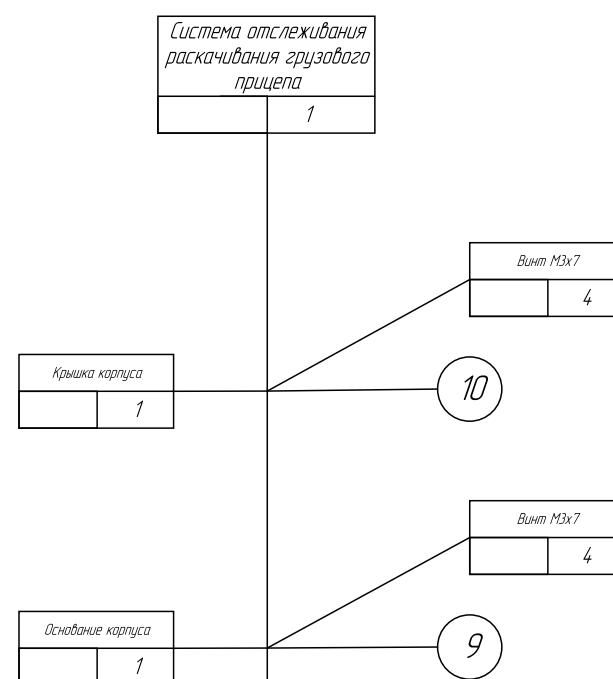 Система отслеживания
раскачивания грузового
прицепа
1
Винт М3х7
4
Крышка корпуса
1
10
Винт М3х7
4
Основание корпуса
1
9